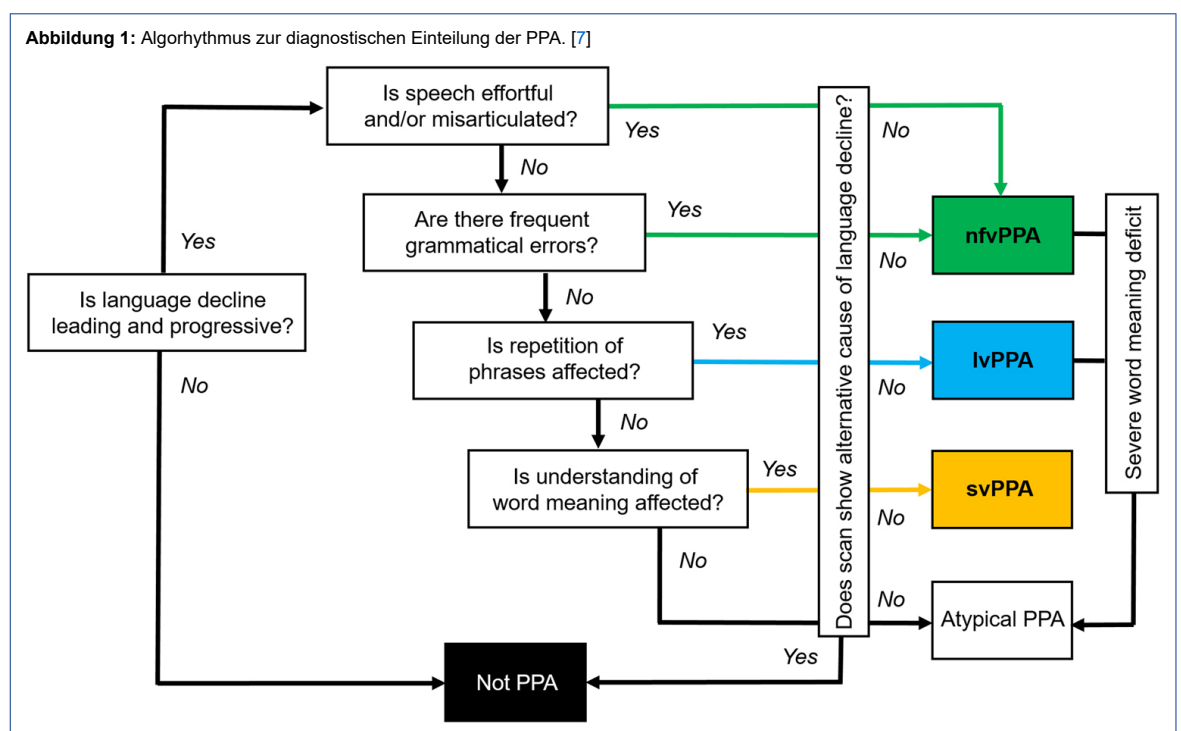 Abbildung 1: Algorhythmus zur diagnostischen Einteilung der PPA. [7]
Is speech effortful
and/or misarticulated?
Yes
No
No
Are there frequent
grammatical errors?
Yes
No
No
Yes
Is language decline
leading and progressive?
No
Is repetition of
phrases affected?
Yes
No
No
Is understanding of
word meaning affected?
Yes
No
No
Does scan show alternative cause of language decline?
nfvPPA
lvPPA
svPPA
Severe word meaning deficit
No
Atypical PPA
Yes
Not PPA